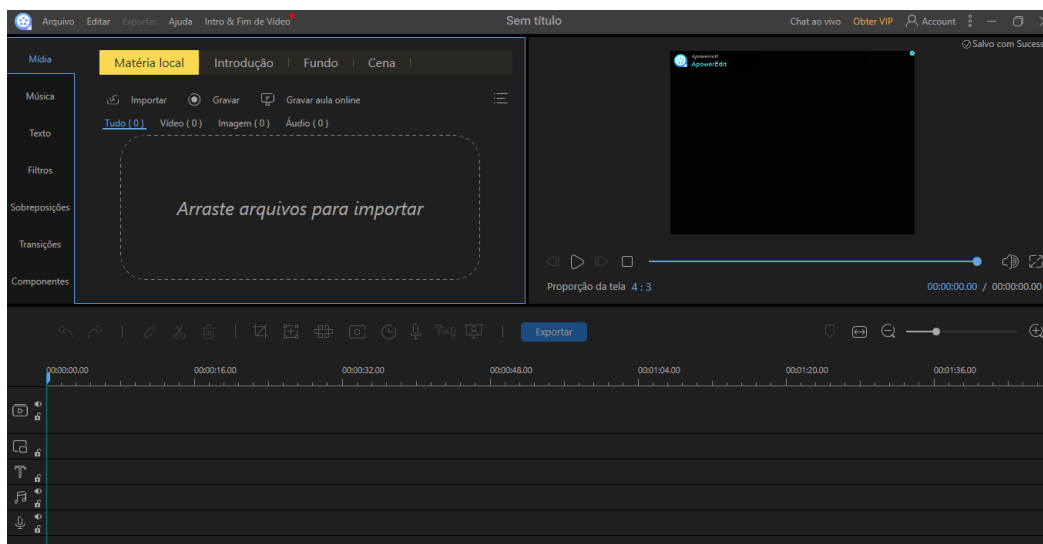 Arquivo Editar Exportar Ajuda Intro & Fim de Vídeo Sem título Chat ao vivo Obter VIP Account
Salvo com Sucess
Mídia
Música
Texto
Filtros
Sobreposições
Transições
Componentes
Matéria local Introdução Fundo Cena
Importar Gravar Gravar aula online
Tudo ( 0 ) Vídeo ( 0 ) Imagem ( 0 ) Áudio ( 0 )
Arraste arquivos para importar
Apowersoft
ApowerEdit
Proporção da tela 4 : 3 00:00:00.00 / 00:00:00.00
Exportar
00:00:00.00 00:00:16.00 00:00:32.00 00:00:48.00 00:01:04.00 00:01:20.00 00:01:36.00